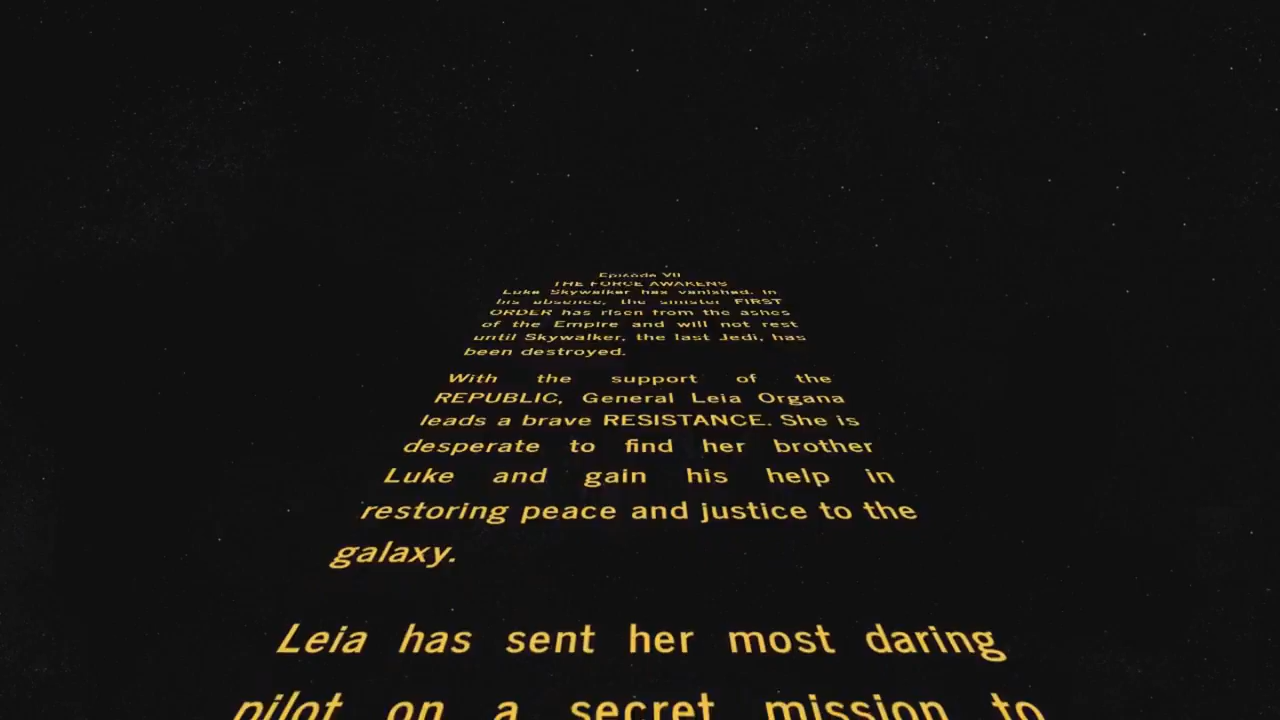 Episode VII
THE FORCE AWAKENS
Luke Skywalker has vanished. In
his absence, the sinister FIRST
ORDER has risen from the ashes
of the Empire and will not rest
until Skywalker, the last Jedi, has
been destroyed.
With the support of the
REPUBLIC, General Leia Organa
leads a brave RESISTANCE. She is
desperate to find her brother
Luke and gain his help in
restoring peace and justice to the
galaxy.
Leia has sent her most daring
pilot on a secret mission to